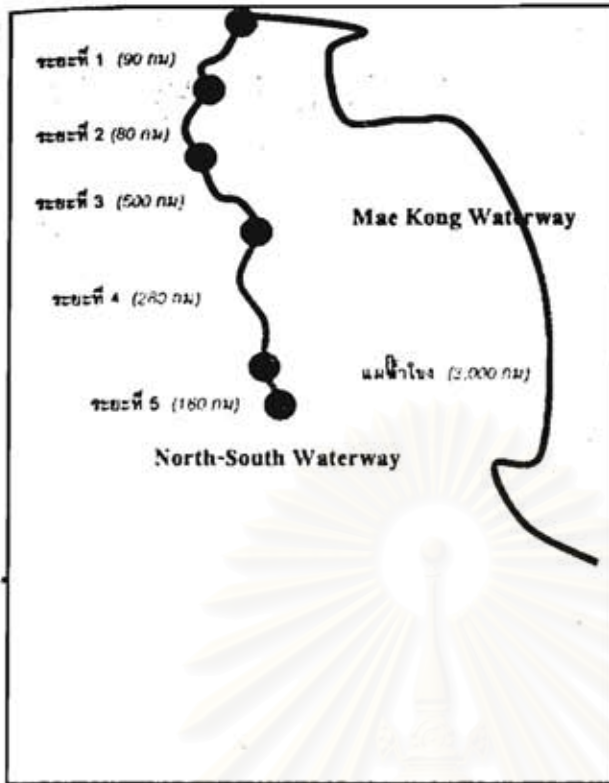 ระยะที่ 1 (90 กม)
ระยะที่ 2 (80 กม)
ระยะที่ 3 (500 กม)
Mae Kong Waterway
ระยะที่ 4 (280 กม)
แม่น้ำโขง (3,000 กม)
ระยะที่ 5 (160 กม)
North-South Waterway